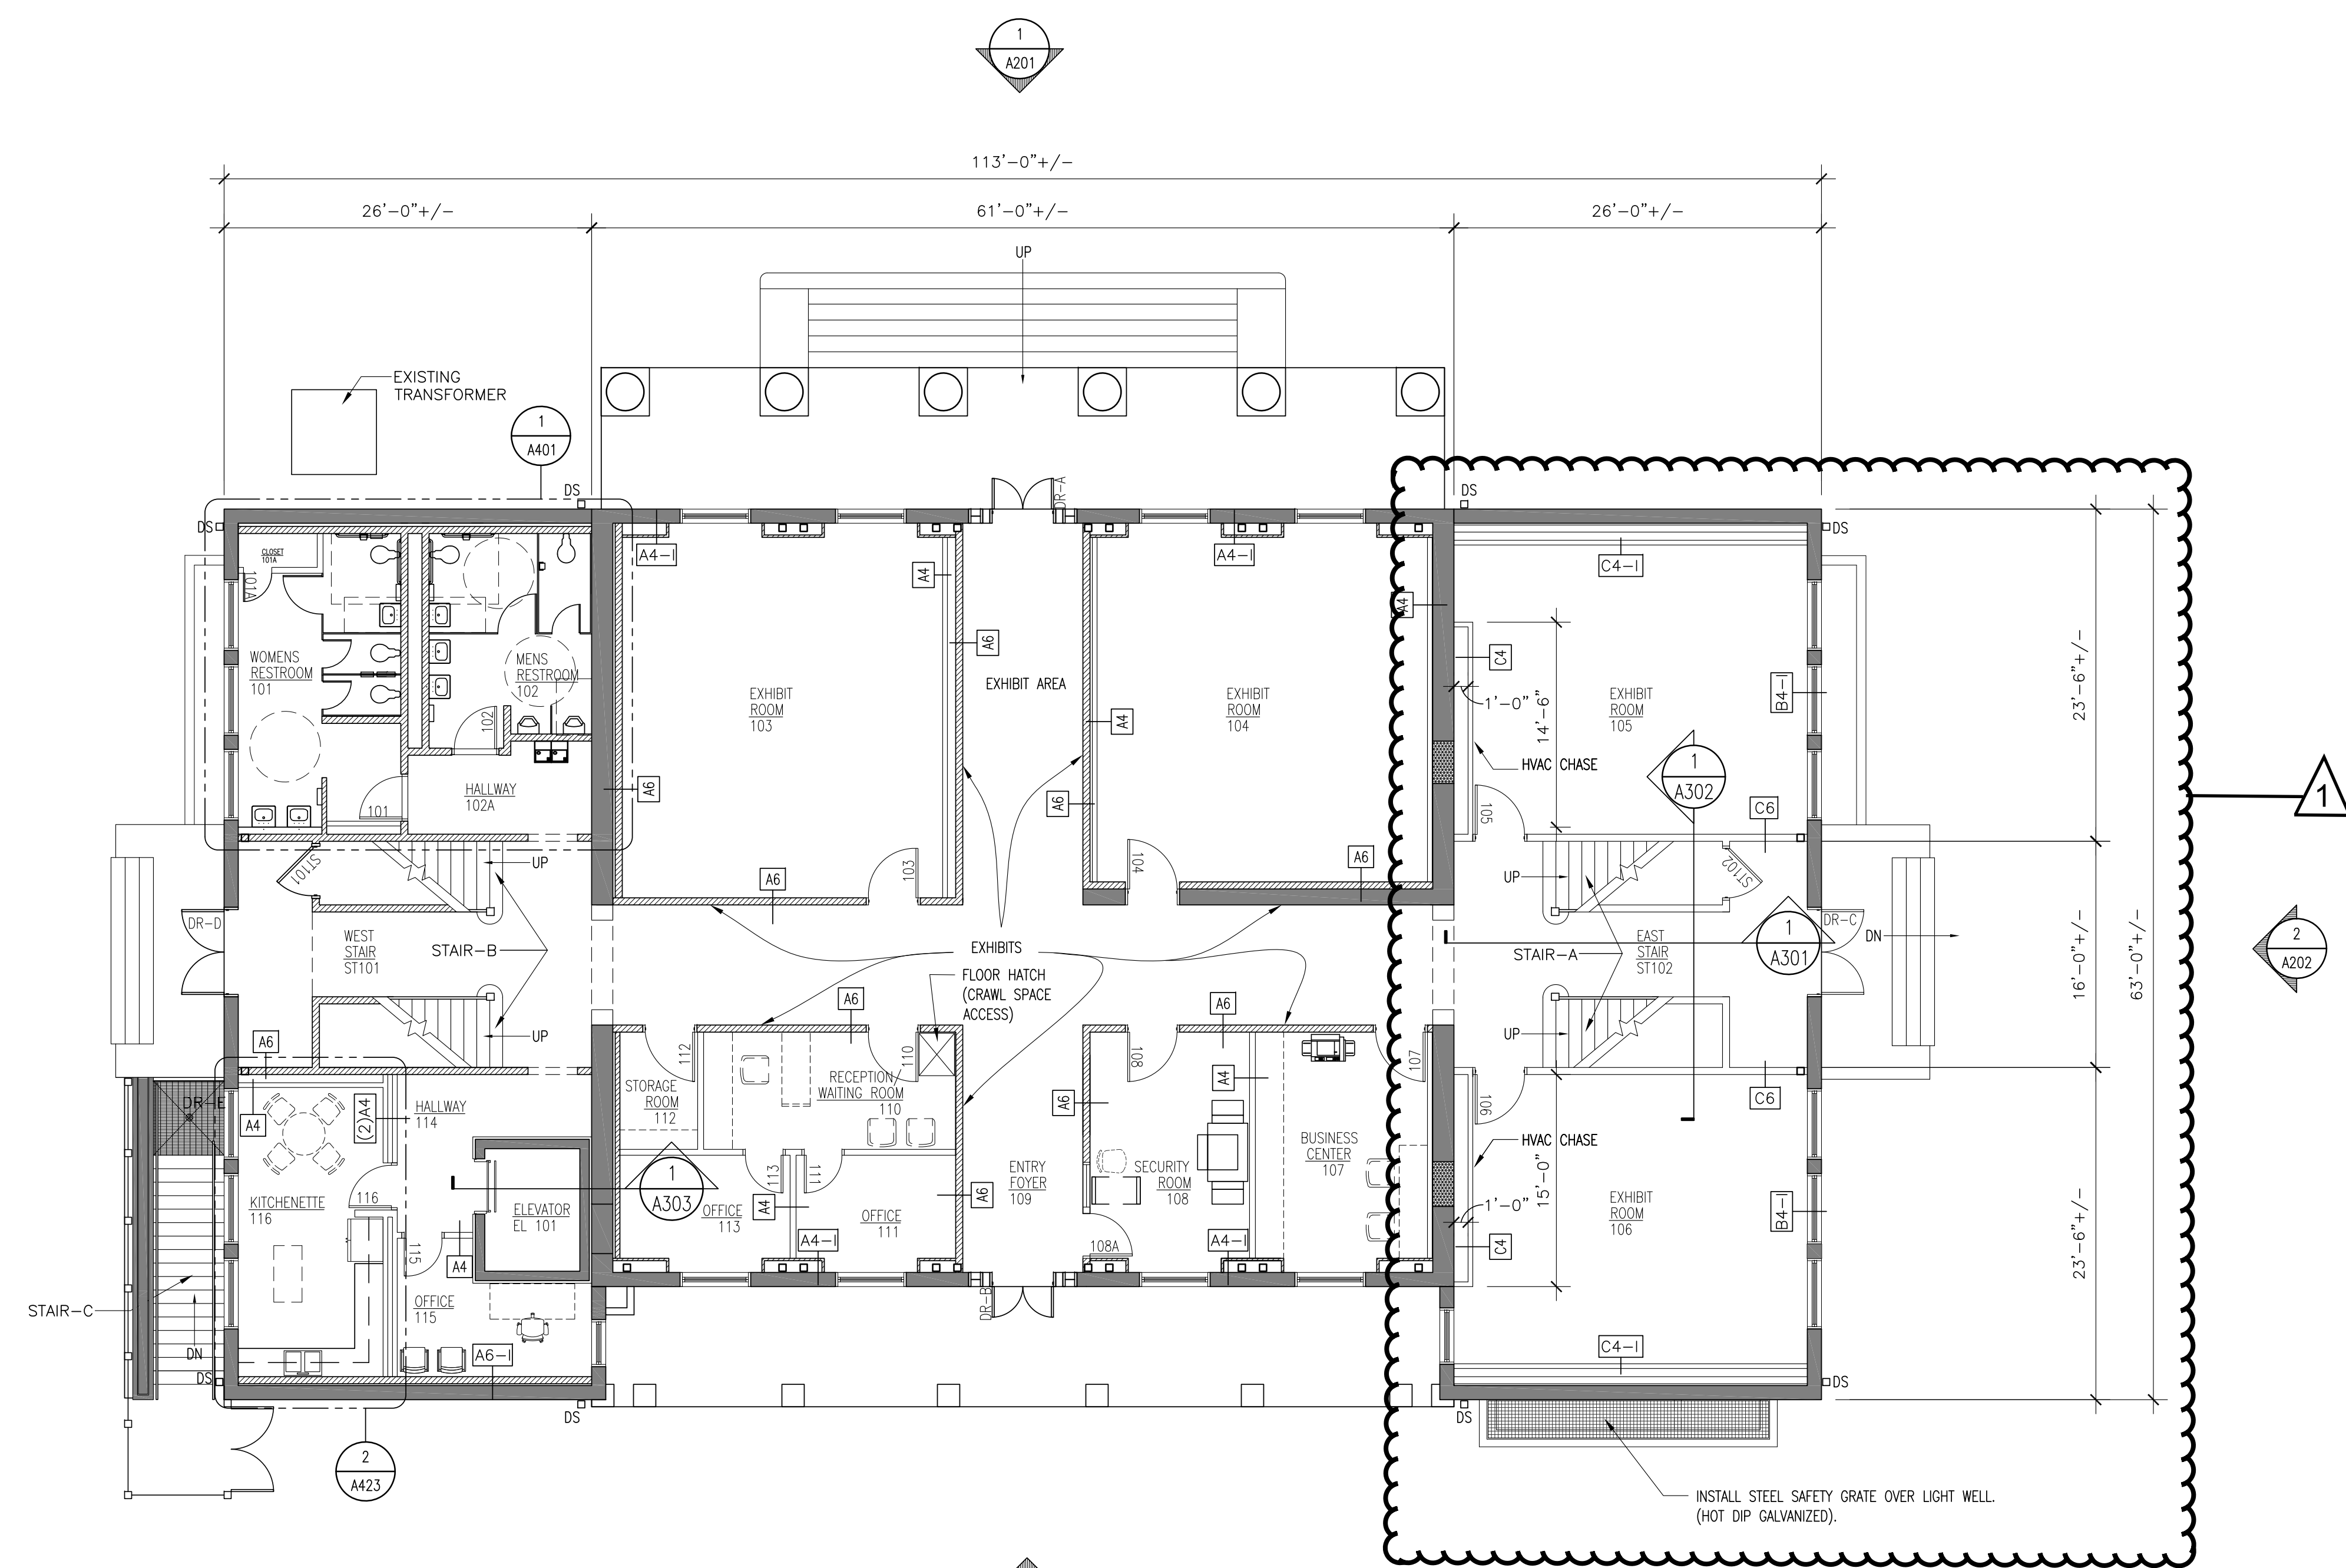 1
A201
113'-0"+/-
26'-0"+/-
61'-0"+/-
26'-0"+/-
UP
EXISTING
TRANSFORMER
1
A401
DS
DS
DS
DS
DR-A
CLOSET
101A
101A
A4-1
A4-1
C4-1
A4
A4
A6
C4
WOMENS
RESTROOM
101
MENS
RESTROOM
102
102
EXHIBIT
ROOM
103
EXHIBIT AREA
EXHIBIT
ROOM
104
EXHIBIT
ROOM
105
B4-1
23'-6"+/-
A4
1'-0"
14'-6"
HVAC CHASE
1
A302
HALLWAY
102A
A6
A6
101
105
C6
1
ST101
UP
103
104
A6
A6
UP
ST102
DR-D
WEST
STAIR
ST101
STAIR-B
EXHIBITS
STAIR-A
EAST
STAIR
ST102
1
A301
DR-C
DN
2
A202
16'-0"+/-
63'-0"+/-
FLOOR HATCH
(CRAWL SPACE
ACCESS)
A6
A6
UP
UP
A6
112
110
108
107
C6
DR-E
A4
(2)A4
HALLWAY
114
STORAGE
ROOM
112
RECEPTION/
WAITING ROOM
110
A6
A4
106
HVAC CHASE
BUSINESS
CENTER
107
SECURITY
ROOM
108
ENTRY
FOYER
109
113
111
1
A303
15'-0"
1'-0"
KITCHENETTE
116
116
ELEVATOR
EL 101
OFFICE
113
A4
OFFICE
111
A6
EXHIBIT
ROOM
106
B4-1
23'-6"+/-
115
A4
A4-1
108A
A4-1
C4
STAIR-C
OFFICE
115
DR-B
DN
A6-1
C4-1
DS
DS
DS
DS
2
A423
INSTALL STEEL SAFETY GRATE OVER LIGHT WELL.
(HOT DIP GALVANIZED).